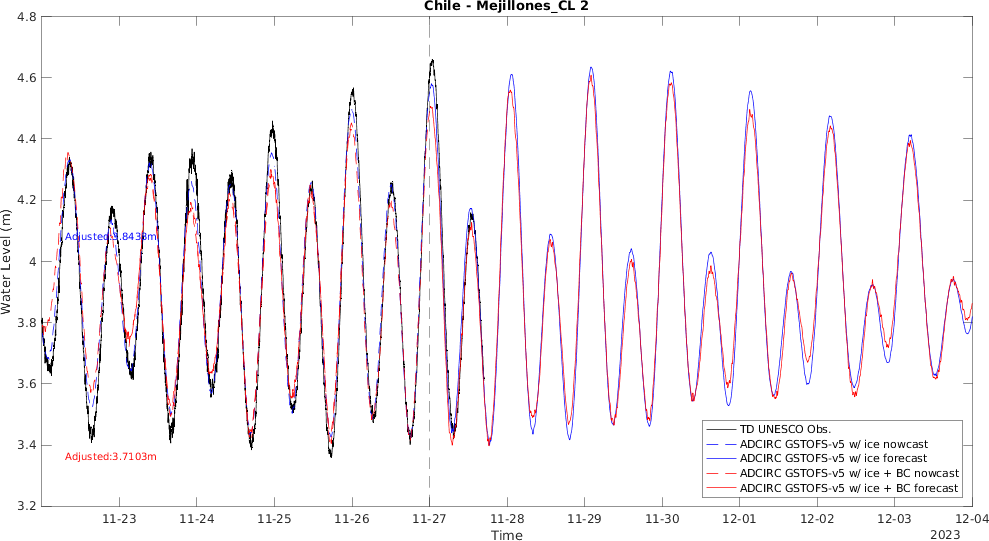 Chile - Mejillones_CL 2
4.8
4.6
4.4
4.2
4
3.8
3.6
3.4
3.2
Water Level (m)
Adjusted:3.8433m
Adjusted:3.7103m
TD UNESCO Obs.
ADCIRC GSTOFS-v5 w/ ice nowcast
ADCIRC GSTOFS-v5 w/ ice forecast
ADCIRC GSTOFS-v5 w/ ice + BC nowcast
ADCIRC GSTOFS-v5 w/ ice + BC forecast
11-23 11-24 11-25 11-26 11-27 11-28 11-29 11-30 12-01 12-02 12-03 12-04
Time
2023